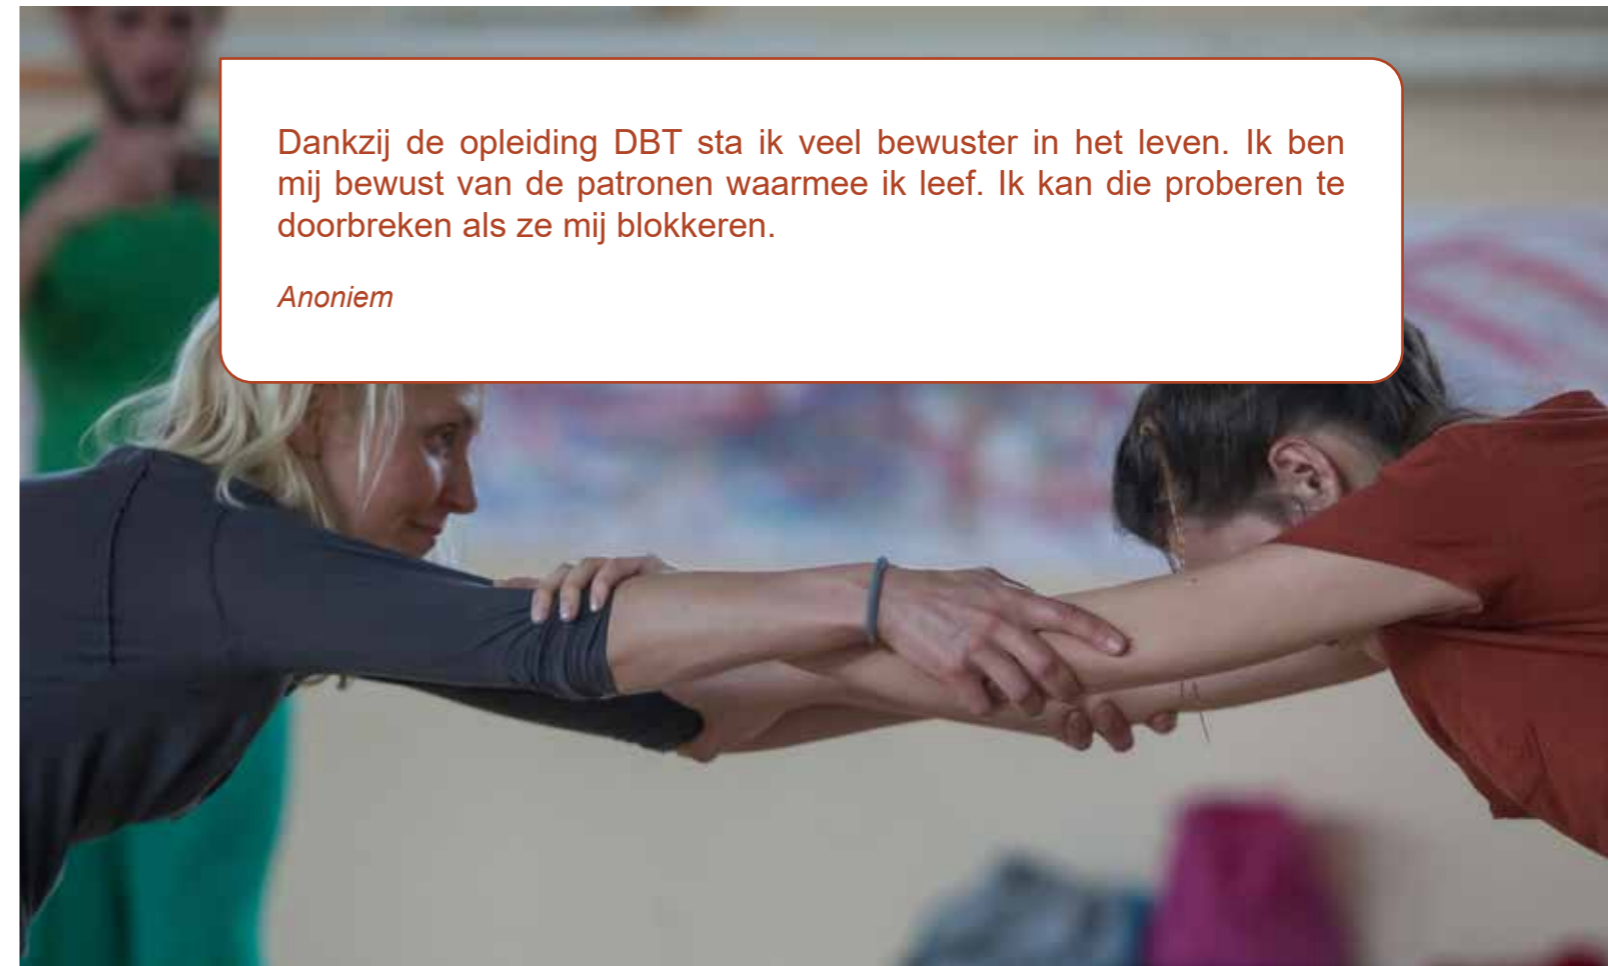 Dankzij de opleiding DBT sta ik veel bewuster in het leven. Ik ben
mij bewust van de patronen waarmee ik leef. Ik kan die proberen te
doorbreken als ze mij blokkeren.
Anoniem